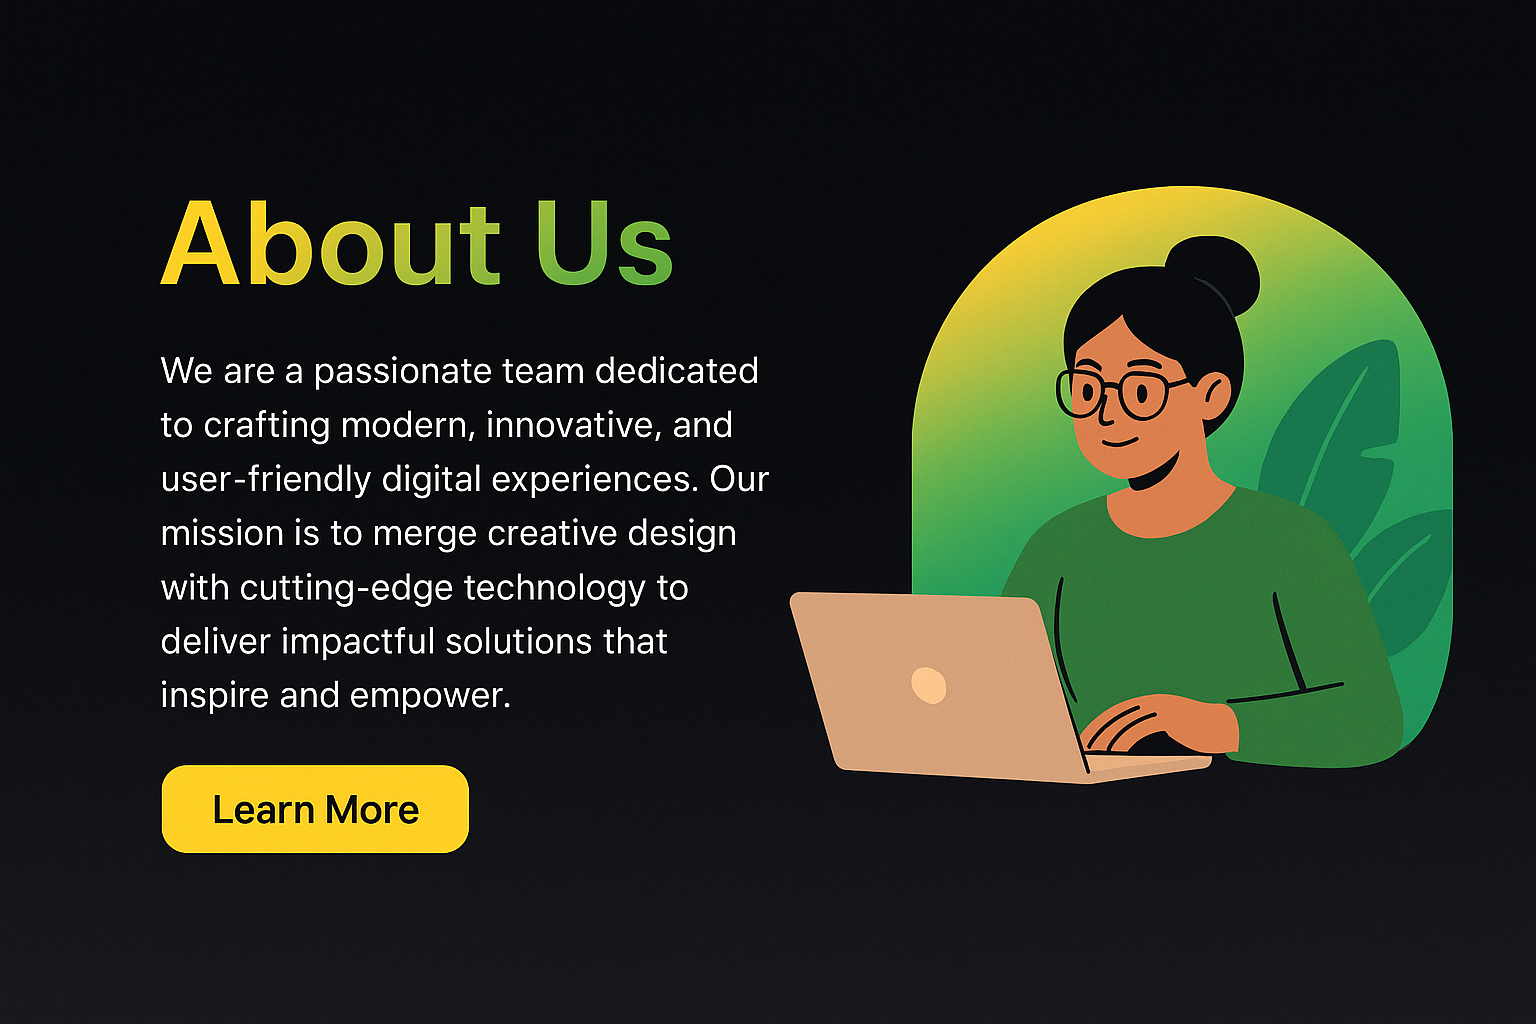 About Us
We are a passionate team dedicated
to crafting modern, innovative, and
user-friendly digital experiences. Our
mission is to merge creative design
with cutting-edge technology to
deliver impactful solutions that
inspire and empower.
Learn More